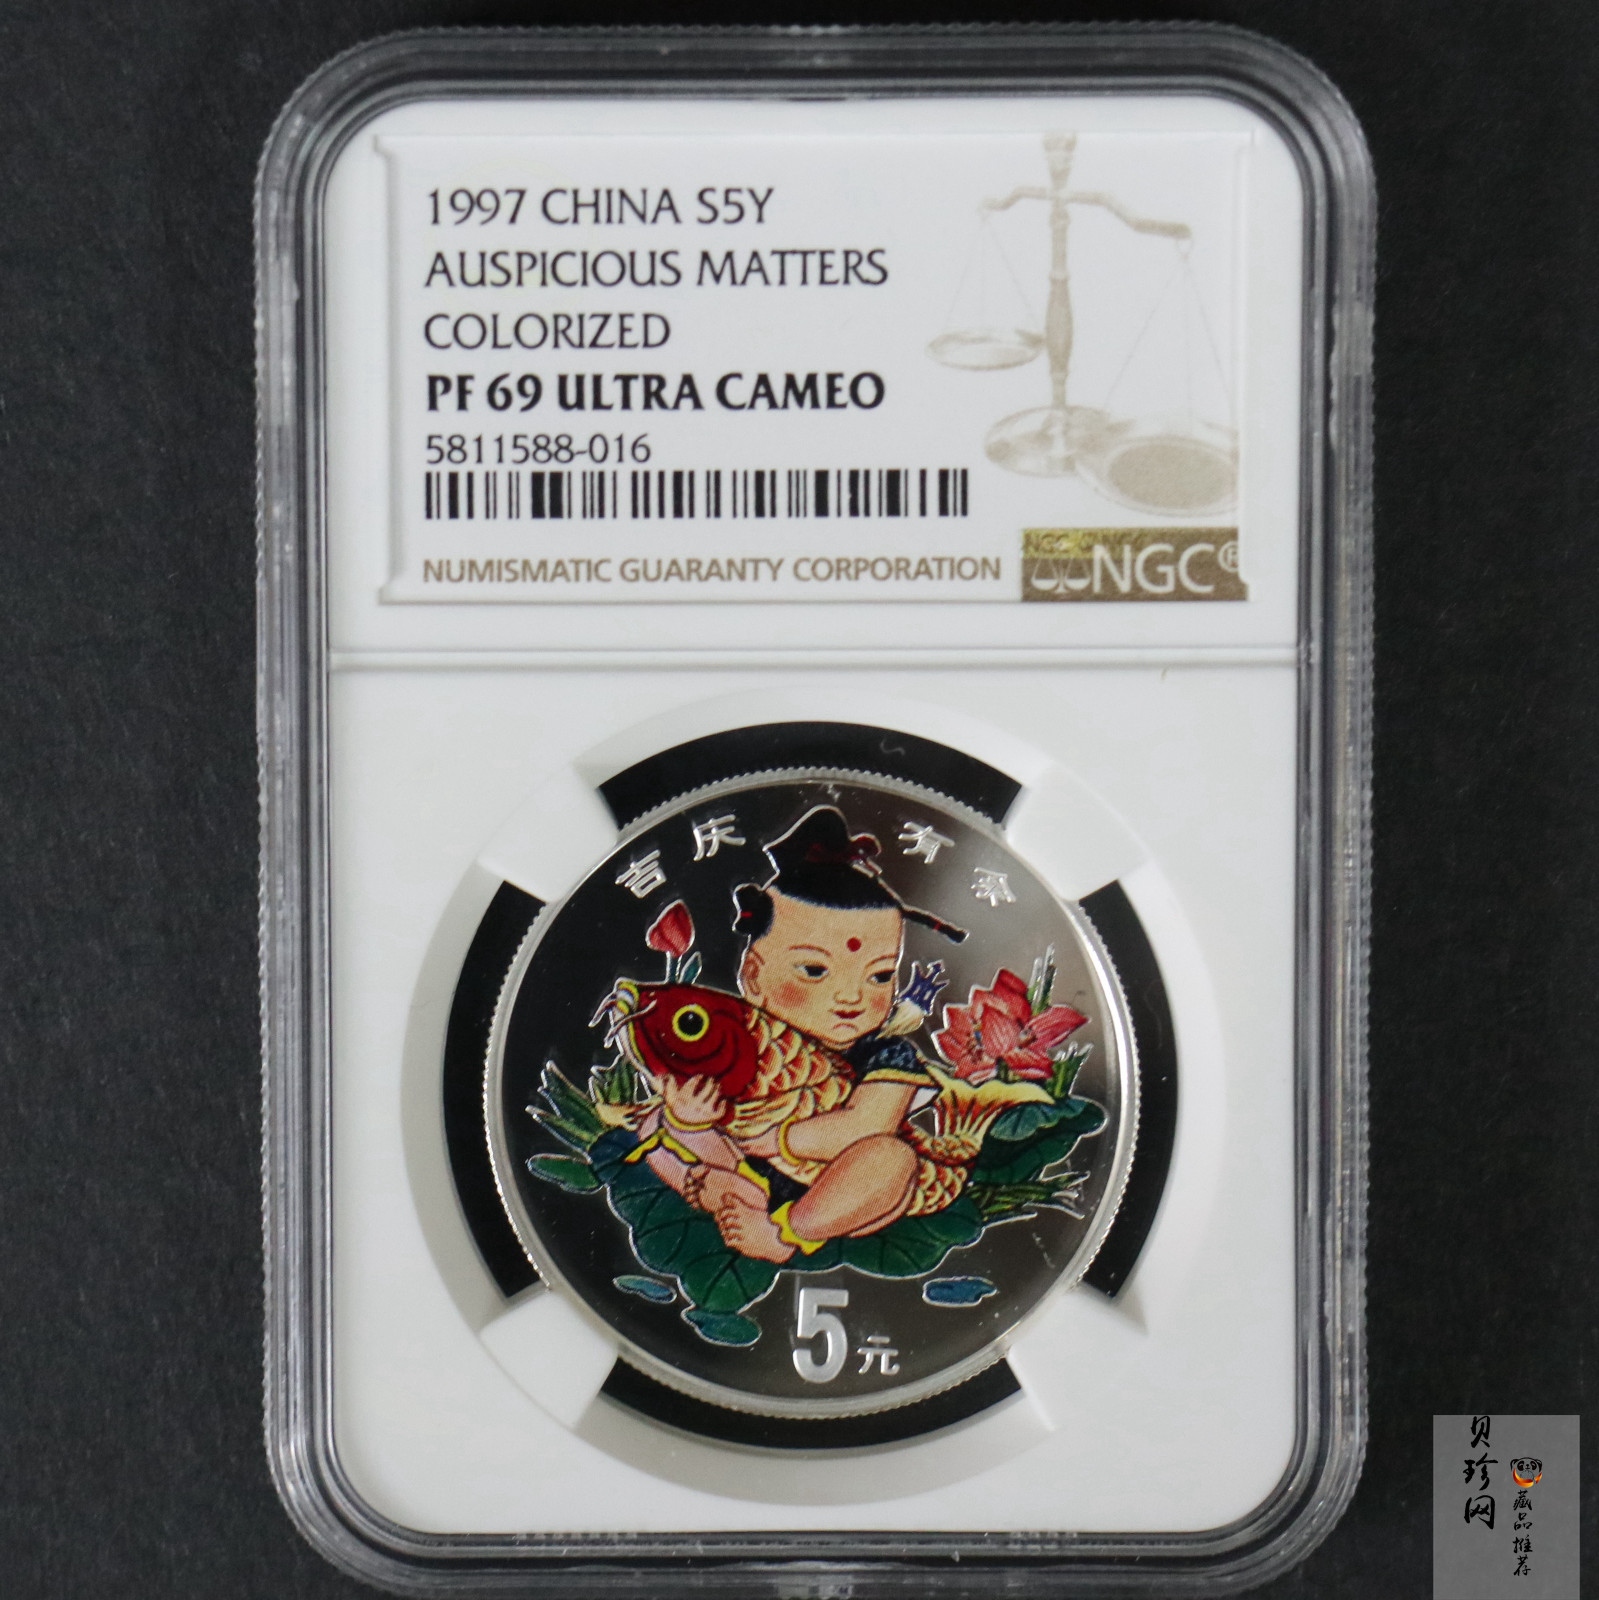 1997 CHINA S5Y
AUSPICIOUS MATTERS
COLORIZED
PF 69 ULTRA CAMEO
5811588-016
NUMISMATIC GUARANTY CORPORATION
NGC®
吉庆有余
5元
贝珍网
藏品推荐